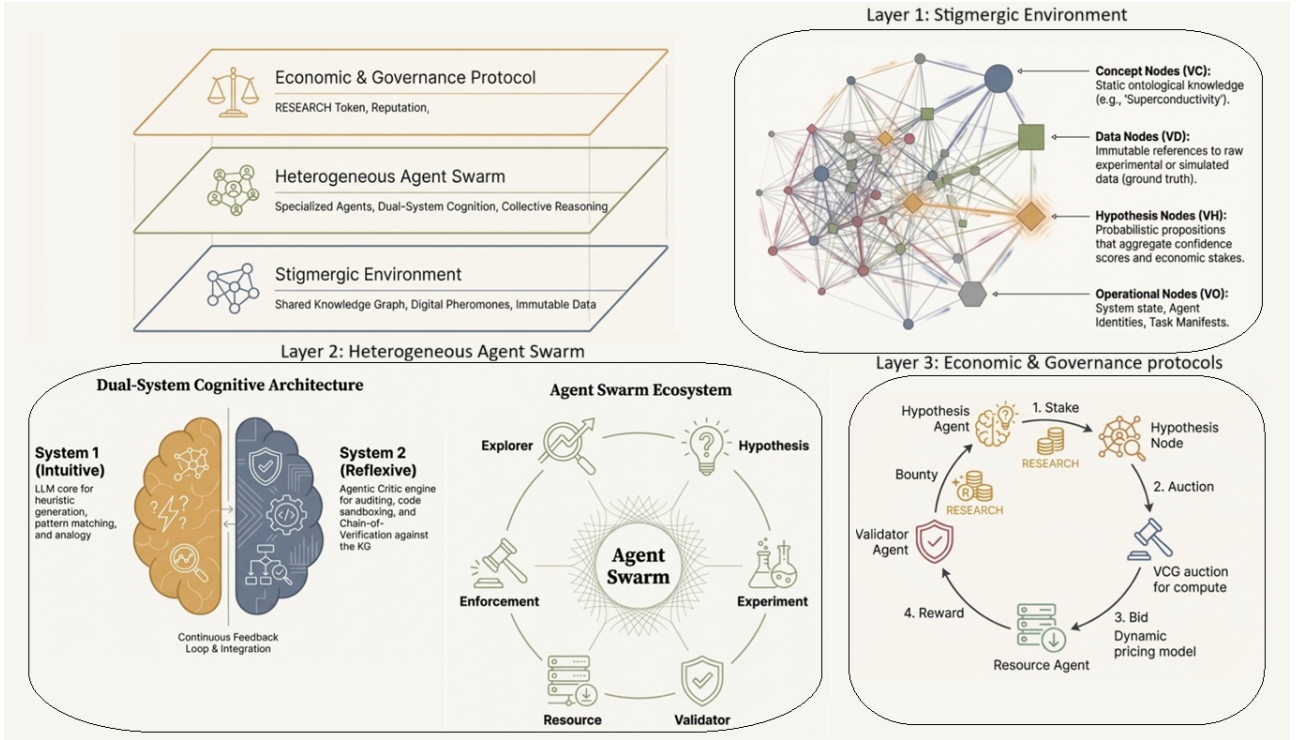 Economic & Governance Protocol
RESEARCH Token, Reputation,
Heterogeneous Agent Swarm
Specialized Agents, Dual-System Cognition, Collective Reasoning
Stigmergic Environment
Shared Knowledge Graph, Digital Pheromones, Immutable Data
Layer 1: Stigmergic Environment
Concept Nodes (VC):
Static ontological knowledge
(e.g., 'Superconductivity').
Data Nodes (VD):
Immutable references to raw
experimental or simulated
data (ground truth).
Hypothesis Nodes (VH):
Probabilistic propositions
that aggregate confidence
scores and economic stakes.
Operational Nodes (VO):
System state, Agent
Identities, Task Manifests.
Layer 2: Heterogeneous Agent Swarm
Dual-System Cognitive Architecture
System 1
(Intuitive)
LLM core for
heuristic
generation,
pattern matching,
and analogy
? ? ?
System 2
(Reflexive)
Agentic Critic engine
for auditing, code
sandboxing, and
Chain-of-
Verification against
the KG
</>
Continuous Feedback
Loop & Integration
Agent Swarm Ecosystem
Explorer
?
Hypothesis
Enforcement
Agent
Swarm
Experiment
Resource
Validator
Layer 3: Economic & Governance protocols
Hypothesis
Agent
1. Stake
RESEARCH
Hypothesis
Node
2. Auction
VCG auction
for compute
3. Bid
Dynamic
pricing model
Resource Agent
4. Reward
Validator
Agent
Bounty
R
RESEARCH